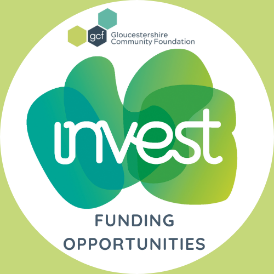 gcf
Gloucestershire
Community Foundation
invest
FUNDING
OPPORTUNITIES